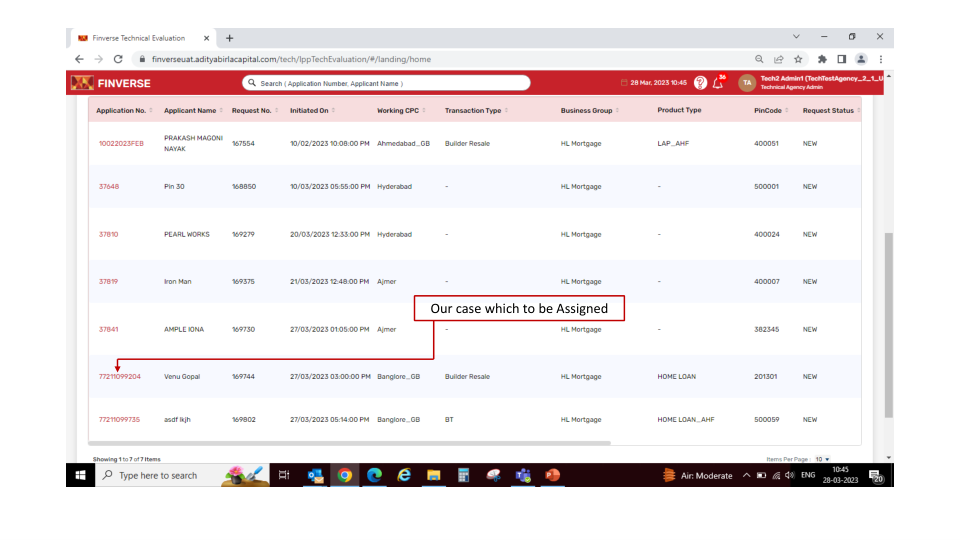 Finverse Technical Evaluation
finverseuat.adityabirlacapital.com/tech/lppTechEvaluation/#/landing/home
FINVERSE
Search ( Application Number, Applicant Name )
28 Mar, 2023 10:45
36
TA
Tech2 Admin1 (TechTestAgency_2_1_U
Technical Agency Admin
Application No. Applicant Name Request No. Initiated On Working CPC Transaction Type Business Group Product Type PinCode Request Status
10022023FEB PRAKASH MAGONI NAYAK 167554 10/02/2023 10:08:00 PM Ahmedabad_GB Builder Resale HL Mortgage LAP_AHF 400051 NEW
37648 Pin 30 168850 10/03/2023 05:55:00 PM Hyderabad - HL Mortgage - 500001 NEW
37810 PEARL WORKS 169279 20/03/2023 12:33:00 PM Hyderabad - HL Mortgage - 400024 NEW
37819 Iron Man 169375 21/03/2023 12:48:00 PM Ajmer - HL Mortgage - 400007 NEW
Our case which to be Assigned
37841 AMPLE IONA 169730 27/03/2023 01:05:00 PM Ajmer - HL Mortgage - 382345 NEW
77211099204 Venu Gopal 169744 27/03/2023 03:00:00 PM Banglore_GB Builder Resale HL Mortgage HOME LOAN 201301 NEW
77211099735 asdf lkjh 169802 27/03/2023 05:14:00 PM Banglore_GB BT HL Mortgage HOME LOAN_AHF 500059 NEW
Showing 1 to 7 of 7 Items
Items Per Page : 10
Type here to search
Air: Moderate
ENG
10:45
28-03-2023
20